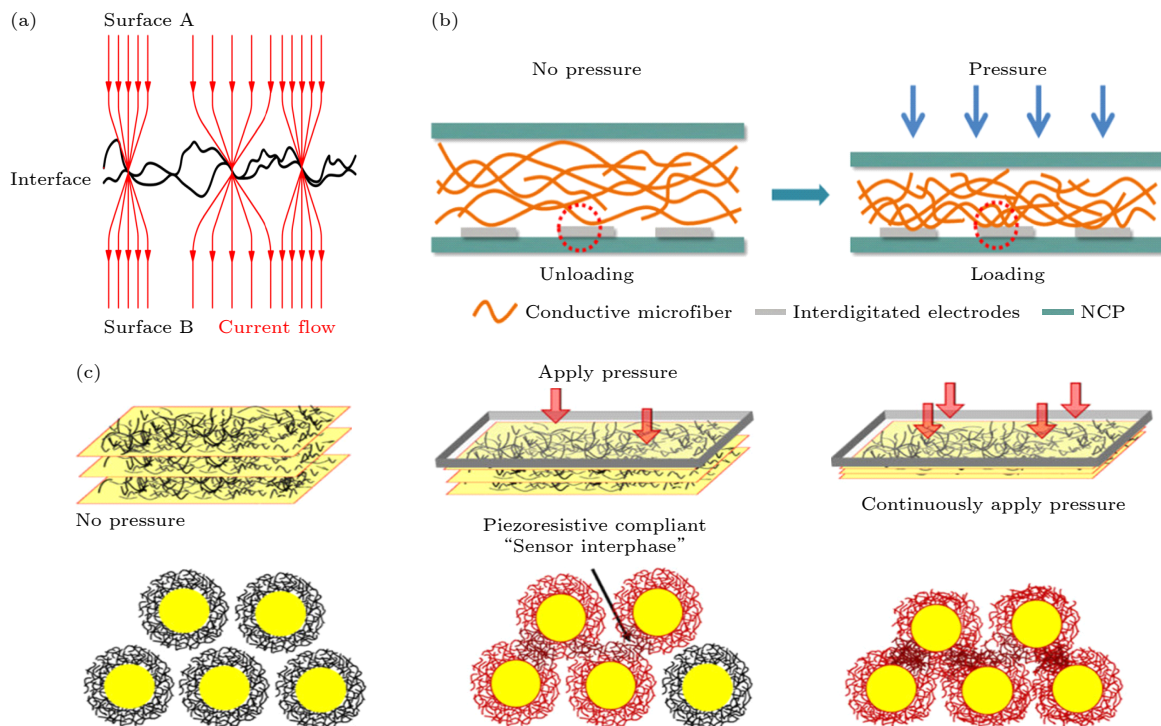 (a)
Surface A
Interface
Surface B
Current flow
(b)
No pressure
Pressure
Unloading
Loading
Conductive microfiber
Interdigitated electrodes
NCP
(c)
No pressure
Apply pressure
Piezoresistive compliant
“Sensor interphase”
Continuously apply pressure